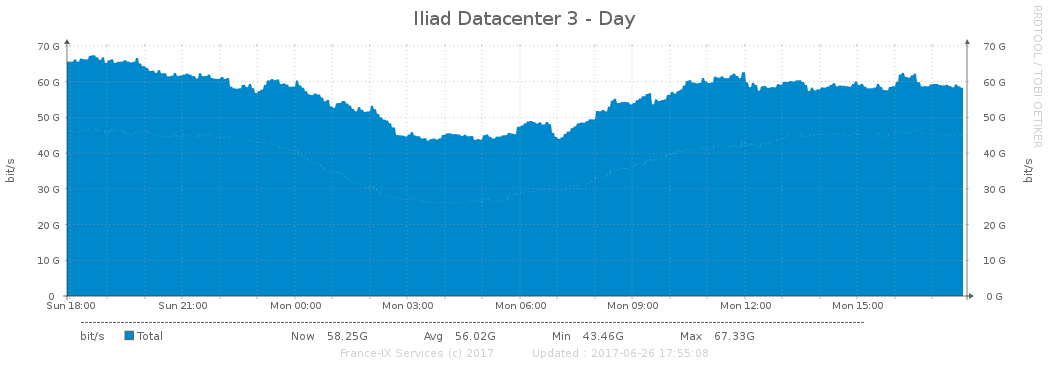 Iliad Datacenter 3 - Day
RRDTOOL / TOBI OETIKER
bit/s
70 G 70 G
60 G 60 G
50 G 50 G
40 G 40 G
30 G 30 G
20 G 20 G
10 G 10 G
0 0 G
bit/s
Sun 18:00 Sun 21:00 Mon 00:00 Mon 03:00 Mon 06:00 Mon 09:00 Mon 12:00 Mon 15:00
bit/s Total Now 58.25G Avg 56.02G Min 43.46G Max 67.33G
France-IX Services (c) 2017 Updated : 2017-06-26 17:55:08